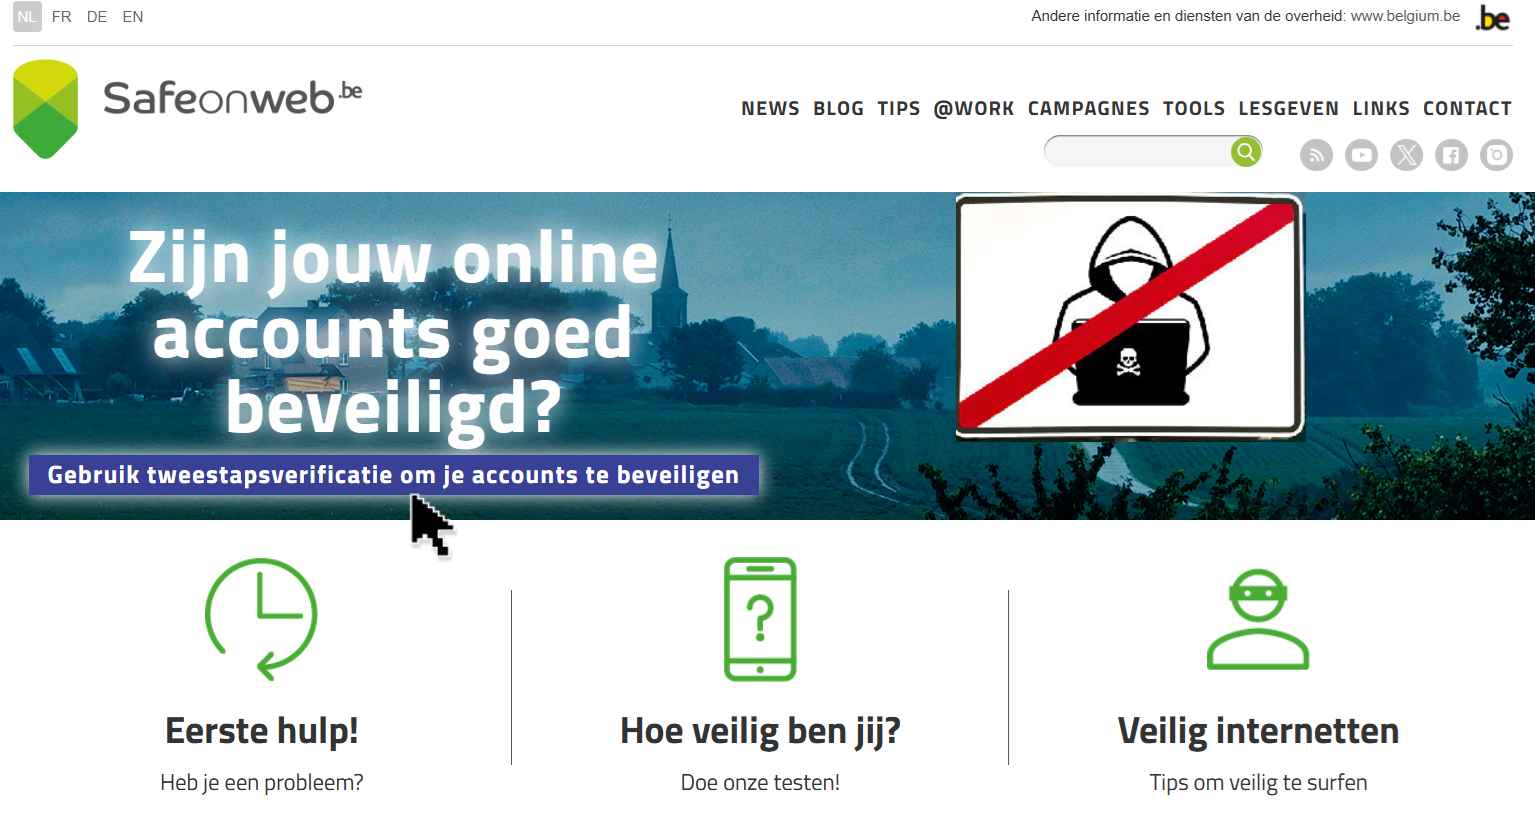 NL FR DE EN
Andere informatie en diensten van de overheid: www.belgium.be
.be
Safeonweb.be
NEWS BLOG TIPS @WORK CAMPAGNES TOOLS LESGEVEN LINKS CONTACT
Zijn jouw online
accounts goed
beveiligd?
Gebruik tweestapsverificatie om je accounts te beveiligen
Eerste hulp!
Heb je een probleem?
Hoe veilig ben jij?
Doe onze testen!
Veilig internetten
Tips om veilig te surfen